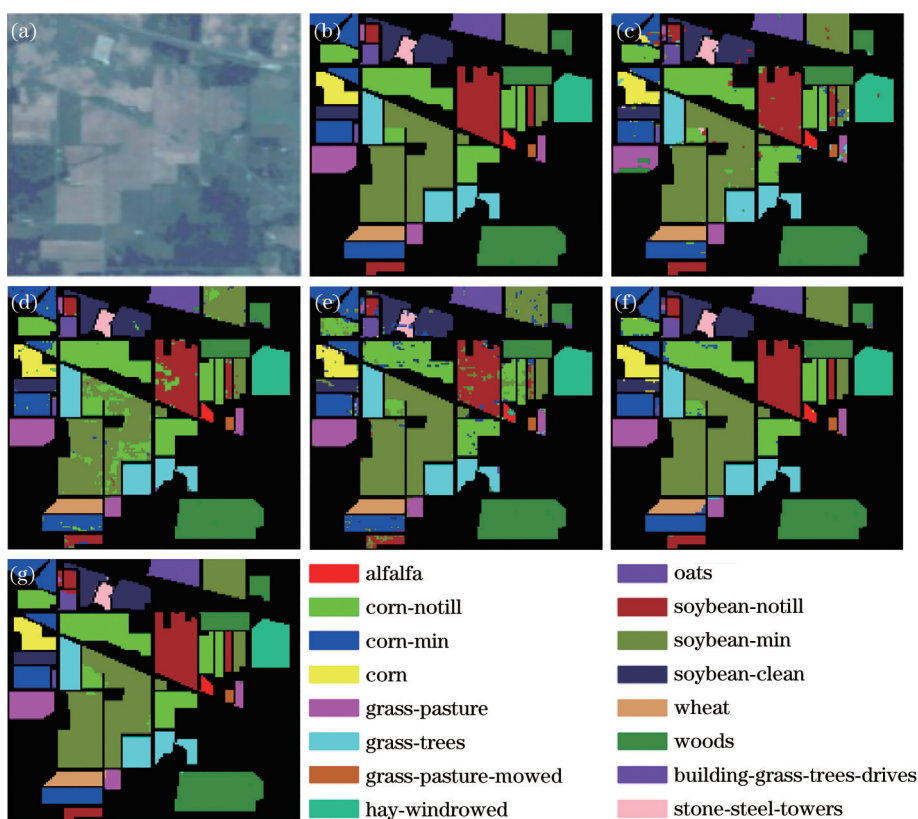 (a)
(b)
(c)
(d)
(e)
(f)
(g)
alfalfa
corn-notill
corn-min
corn
grass-pasture
grass-trees
grass-pasture-mowed
hay-windrowed
oats
soybean-notill
soybean-min
soybean-clean
wheat
woods
building-grass-trees-drives
stone-steel-towers